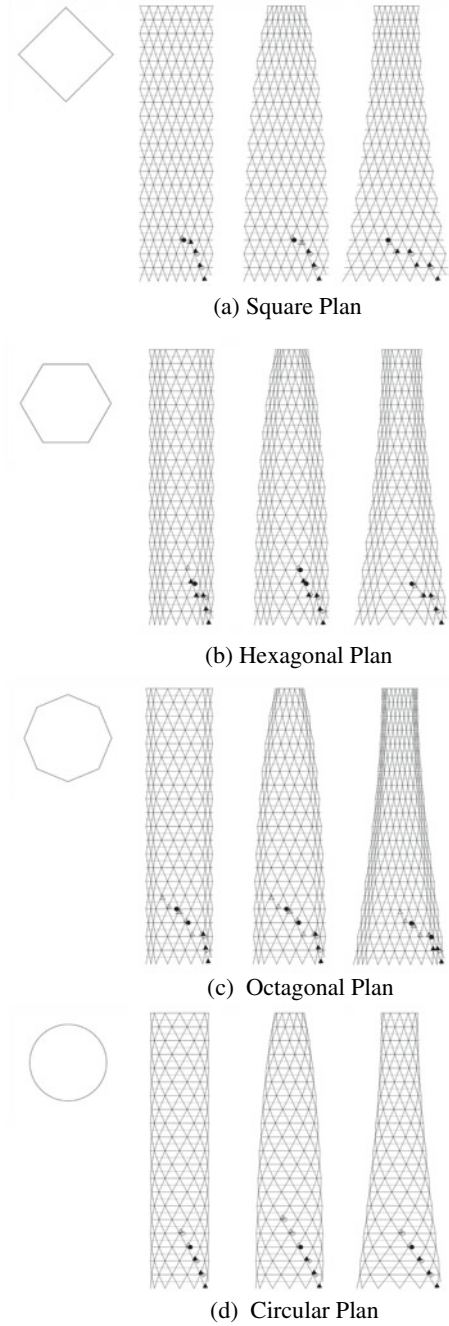 (a) Square Plan
(b) Hexagonal Plan
(c) Octagonal Plan
(d) Circular Plan